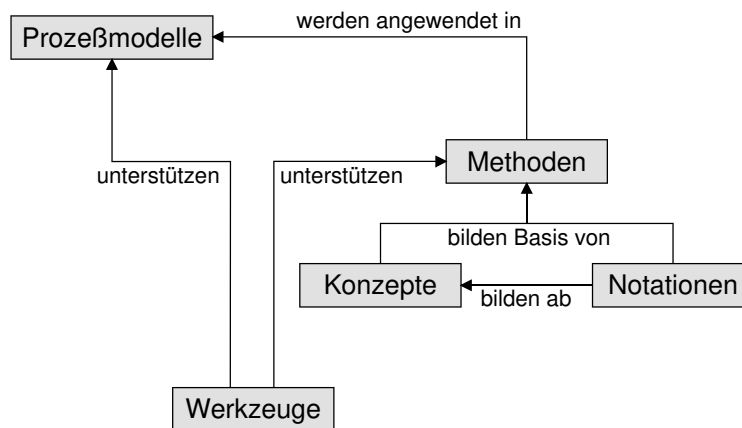 werden angewendet in
Prozeßmodelle
Methoden
unterstützen
unterstützen
bilden Basis von
Konzepte
Notationen
bilden ab
Werkzeuge